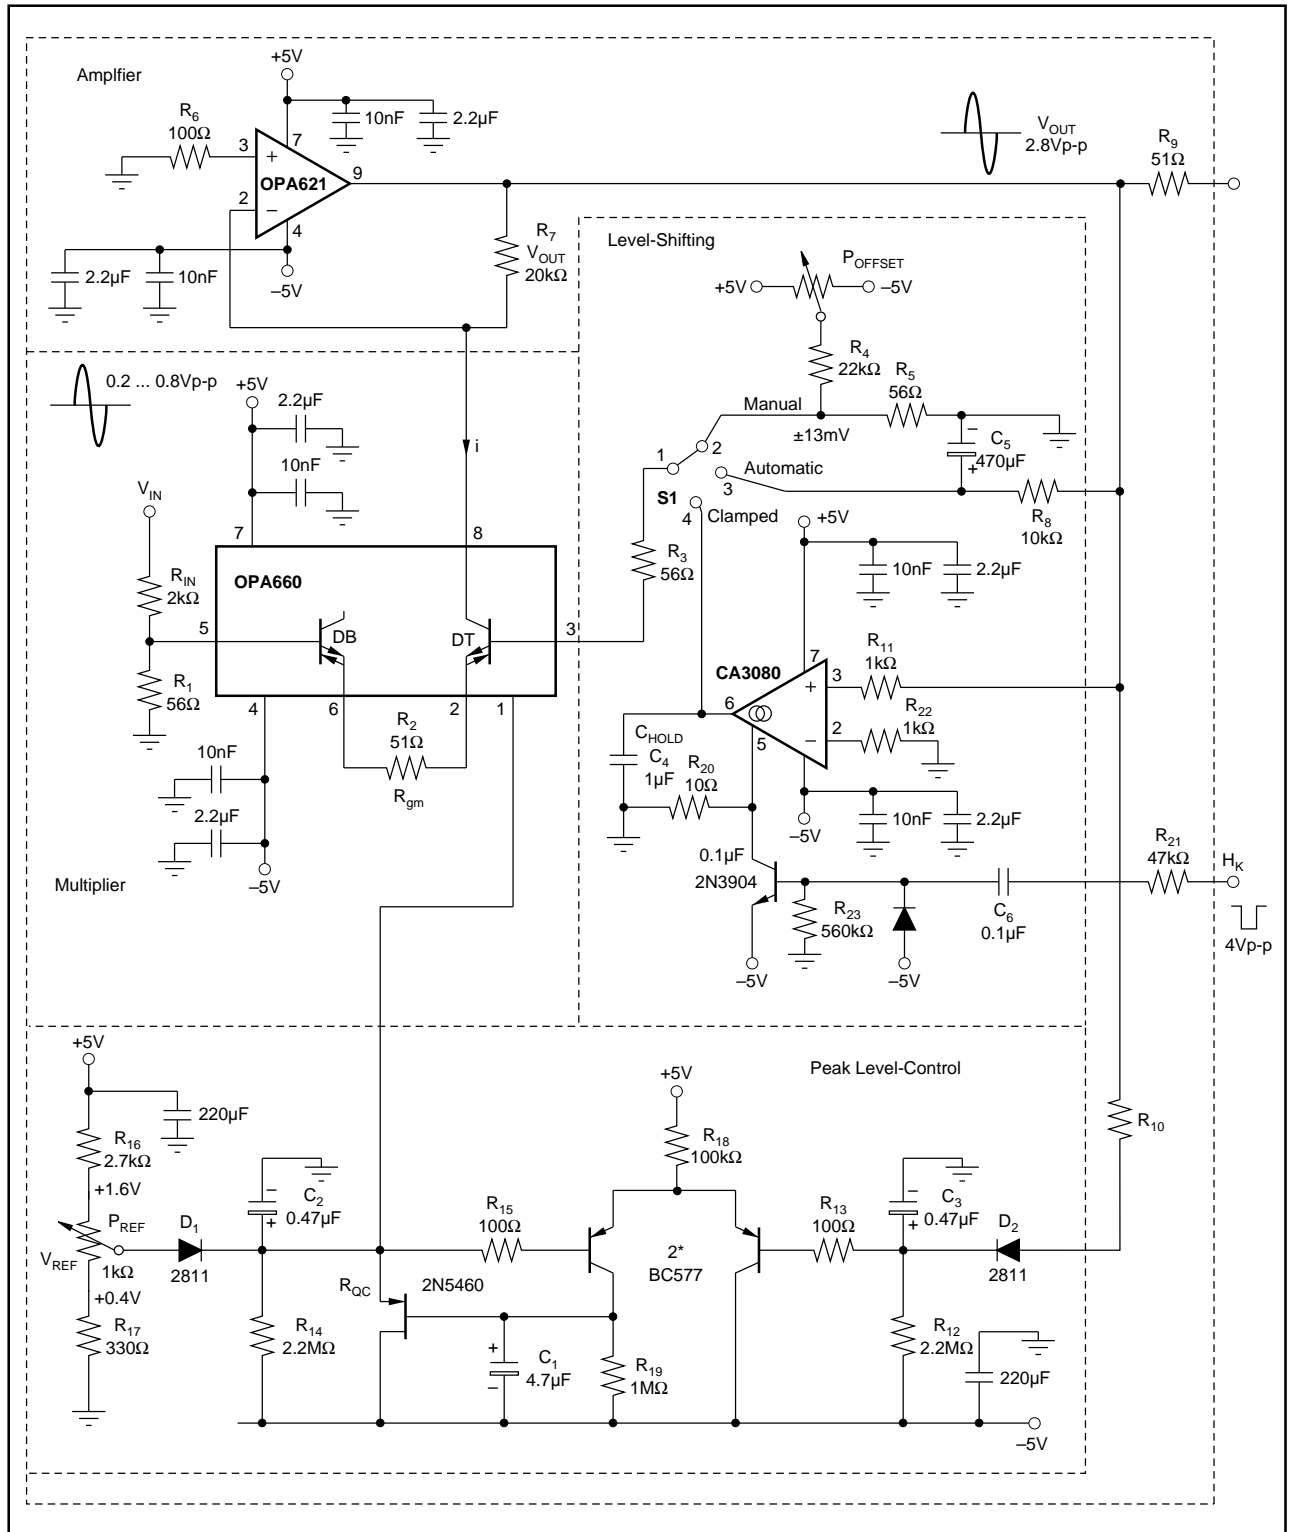 Amplfier
+5V
R6
100Ω
10nF
2.2µF
3
+
7
OPA621
9
2
–
4
2.2µF
10nF
–5V
R7
VOUT
20kΩ
VOUT
2.8Vp-p
R9
51Ω
Level-Shifting
POFFSET
+5V
–5V
R4
22kΩ
R5
56Ω
Manual
±13mV
–
C5
470µF
+
1
2
Automatic
3
S1
4
Clamped
R8
10kΩ
R3
56Ω
0.2 ... 0.8Vp-p
+5V
2.2µF
10nF
i
VIN
7
8
OPA660
RIN
2kΩ
5
DB
DT
3
R1
56Ω
4
6
2
1
R2
51Ω
Rgm
10nF
2.2µF
–5V
Multiplier
+5V
10nF
2.2µF
CA3080
7
R11
1kΩ
3
+
6
5
2
–
R22
1kΩ
CHOLD
C4
1µF
R20
10Ω
–5V
10nF
2.2µF
0.1µF
2N3904
R23
560kΩ
–5V
–5V
C6
0.1µF
R21
47kΩ
HK
4Vp-p
+5V
220µF
R16
2.7kΩ
+1.6V
PREF
VREF
1kΩ
+0.4V
R17
330Ω
D1
2811
–
C2
0.47µF
+
R14
2.2MΩ
RQC
2N5460
R15
100Ω
+
C1
4.7µF
–
R19
1MΩ
+5V
R18
100kΩ
2*
BC577
Peak Level-Control
R13
100Ω
–
C3
0.47µF
+
D2
2811
R10
R12
2.2MΩ
220µF
–5V